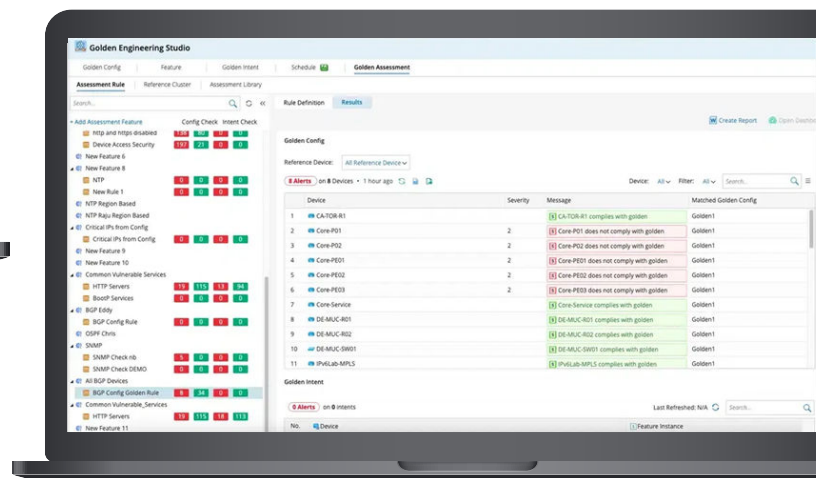 Golden Engineering Studio
Golden Config Feature Golden Intent Schedule Golden Assessment
Assessment Rule Reference Cluster Assessment Library
Search... Rule Definition Results
+ Add Assessment Feature Config Check Intent Check Create Report Open Dashbo
http and https disabled 138 80 0 0
Device Access Security 197 21 0 0
New Feature 6
New Feature 8
NTP 0 0 0 0
New Rule 1 0 0 0 0
NTP Region Based
NTP Raju Region Based
Critical IPs from Config
Critical IPs from Config 0 0 0 0
New Feature 9
New Feature 10
Common Vulnerable Services
HTTP Servers 19 115 13 94
BootP Services 0 0 0 0
BGP Eddy
BGP Config Rule 0 0 0 0
OSPF Chris
SNMP
SNMP Check nb 5 0 0 0
SNMP Check DEMO 0 0 0 0
All BGP Devices
BGP Config Golden Rule 8 34 0 0
Common Vulnerable_Services
HTTP Servers 19 115 18 113
New Feature 11
Golden Config
Reference Device: All Reference Device
8 Alerts on 8 Devices • 1 hour ago Device: All Filter: All Search...
Device Severity Message Matched Golden Config
1 CA-TOR-R1 CA-TOR-R1 complies with golden Golden1
2 Core-P01 2 Core-P01 does not comply with golden Golden1
3 Core-P02 2 Core-P02 does not comply with golden Golden1
4 Core-PE01 2 Core-PE01 does not comply with golden Golden1
5 Core-PE02 2 Core-PE02 does not comply with golden Golden1
6 Core-PE03 2 Core-PE03 does not comply with golden Golden1
7 Core-Service Core-Service complies with golden Golden1
8 DE-MUC-R01 DE-MUC-R01 complies with golden Golden1
9 DE-MUC-R02 DE-MUC-R02 complies with golden Golden1
10 DE-MUC-SW01 DE-MUC-SW01 complies with golden Golden1
11 IPv6Lab-MPLS IPv6Lab-MPLS complies with golden Golden1
Golden Intent
0 Alerts on 0 intents Last Refreshed: N/A Search...
No. Device Feature Instance